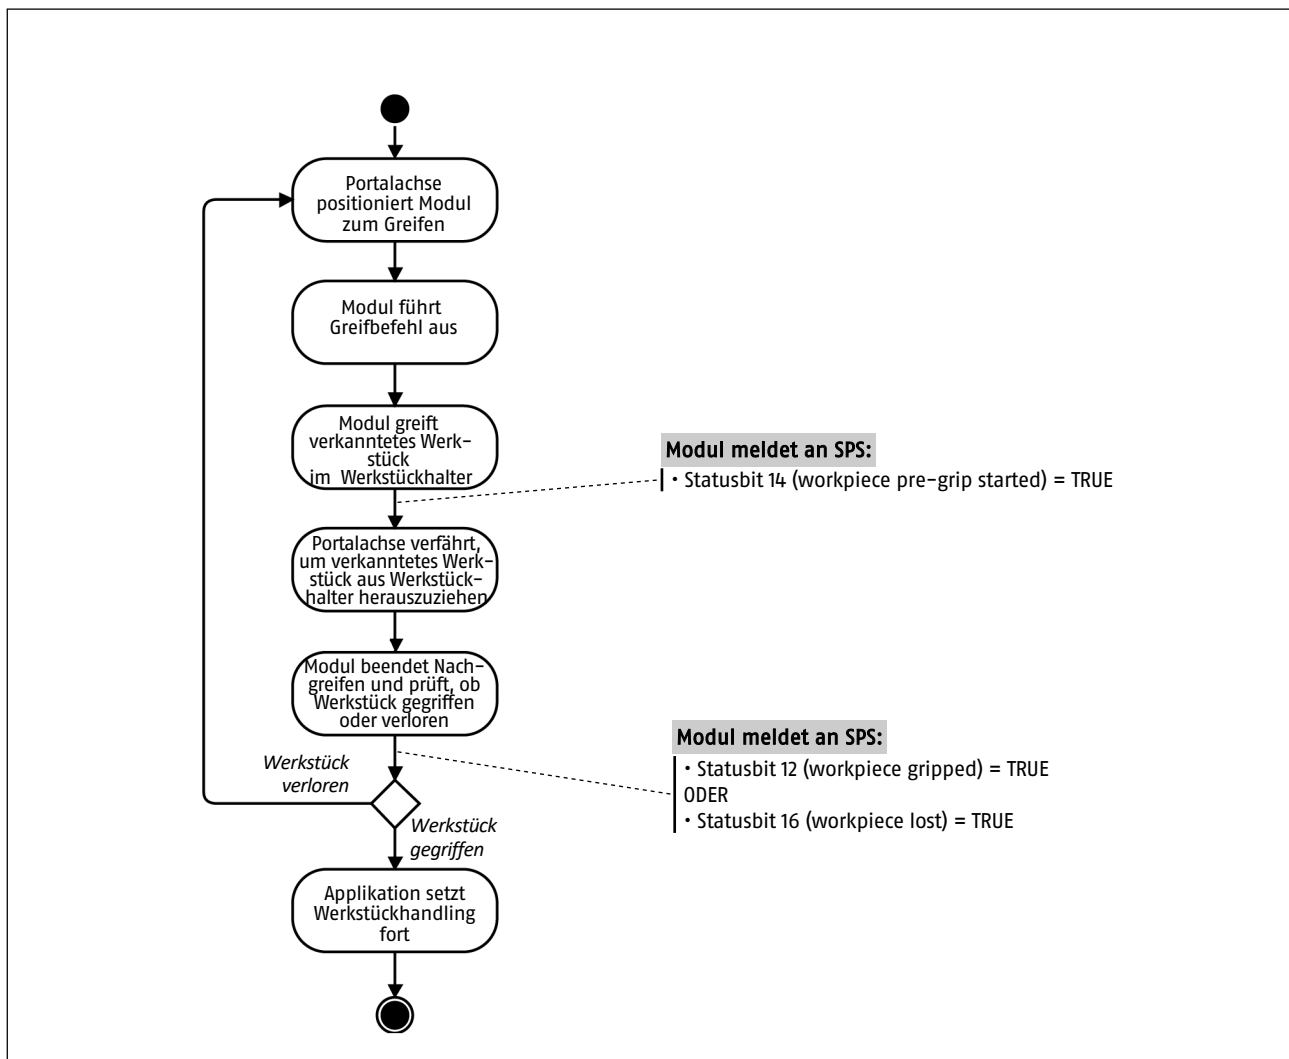 Portalachse
positioniert Modul
zum Greifen
Modul führt
Greifbefehl aus
Modul greift
verkanntetes Werk-
stück
im Werkstückhalter
Modul meldet an SPS:
• Statusbit 14 (workpiece pre-grip started) = TRUE
Portalachse verfährt,
um verkanntetes Werk-
stück aus Werkstück-
halter herauszuziehen
Modul beendet Nach-
greifen und prüft, ob
Werkstück gegriffen
oder verloren
Modul meldet an SPS:
• Statusbit 12 (workpiece gripped) = TRUE
ODER
• Statusbit 16 (workpiece lost) = TRUE
Werkstück
verloren
Werkstück
gegriffen
Applikation setzt
Werkstückhandling
fort